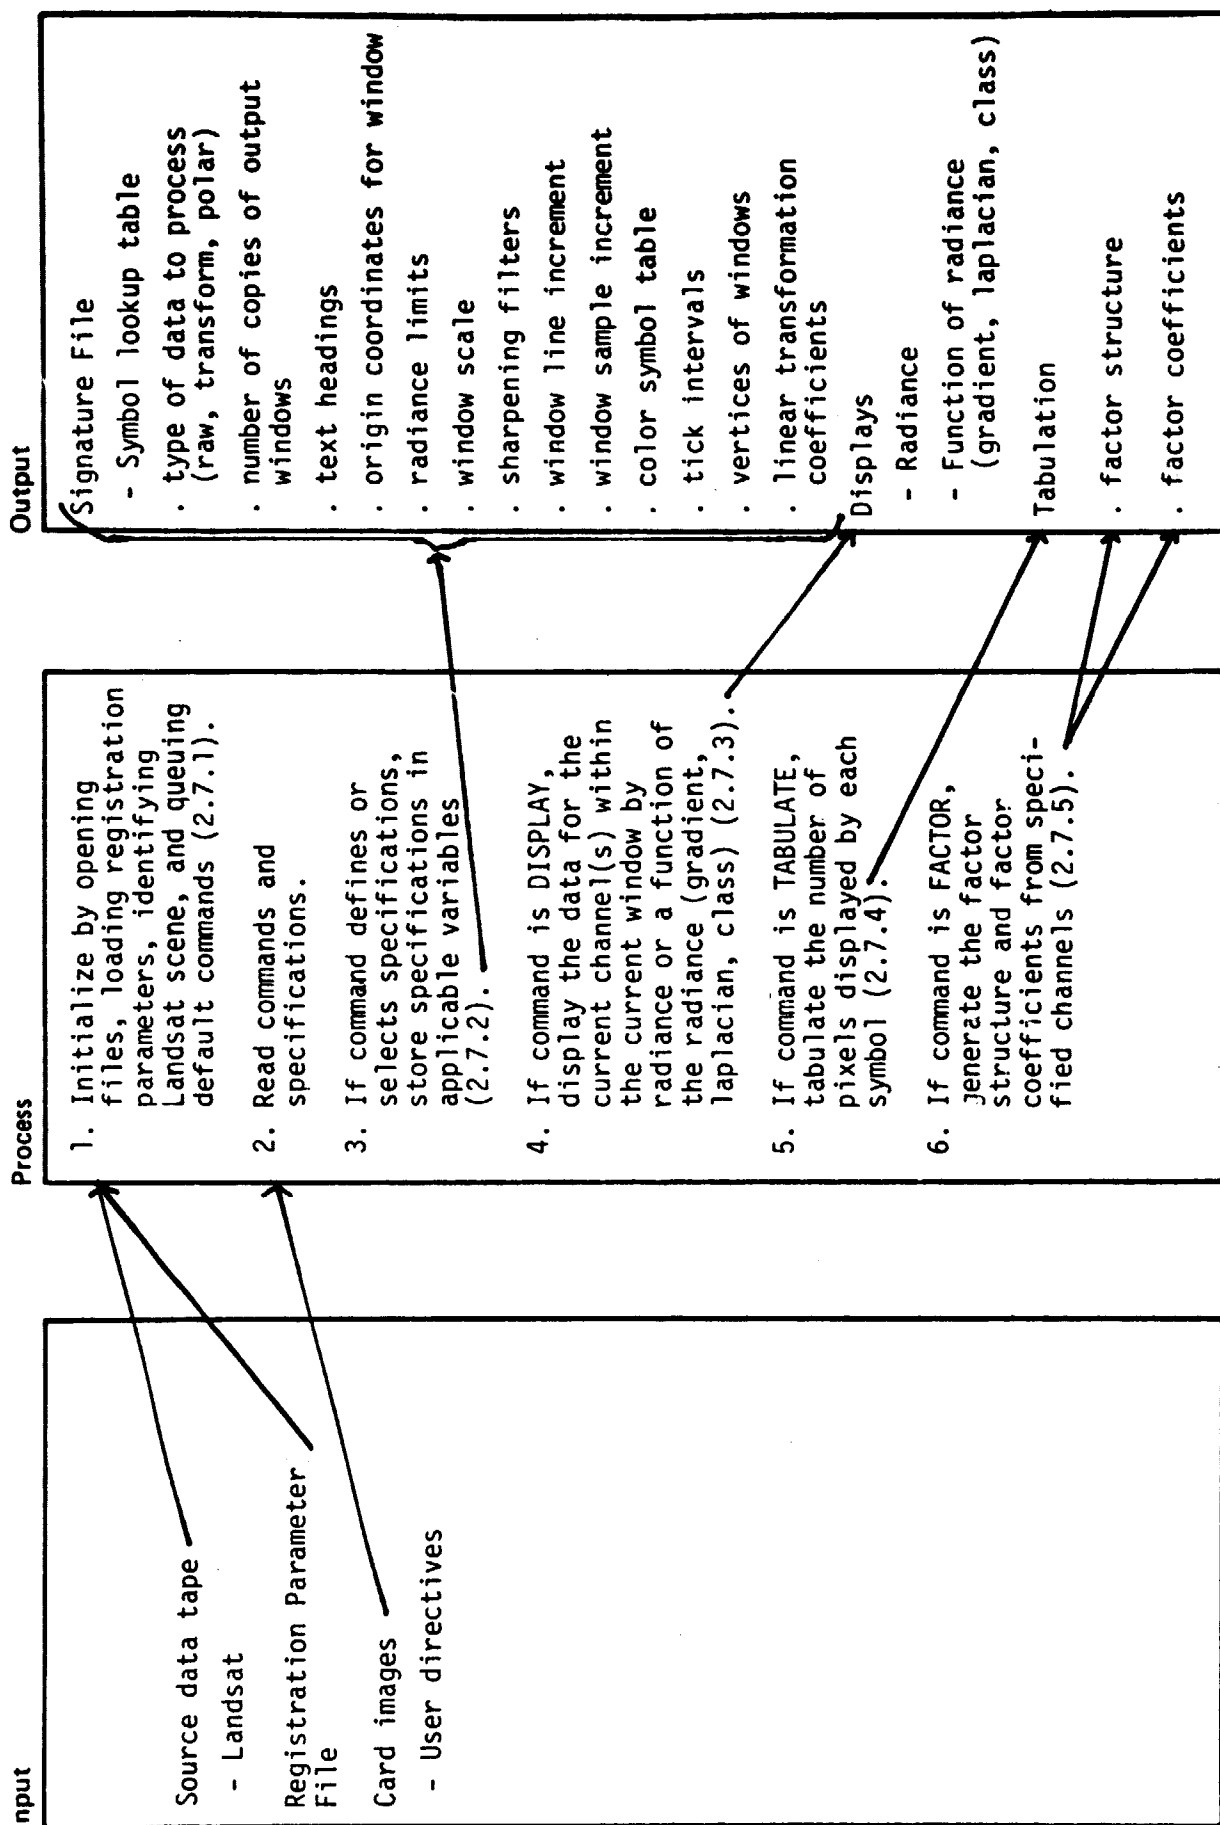 nput
Source data tape
- Landsat
Registration Parameter
File
Card images
- User directives
Process
1. Initialize by opening
files, loading registration
parameters, identifying
Landsat scene, and queuing
default commands (2.7.1).
2. Read commands and
specifications.
3. If command defines or
selects specifications,
store specifications in
applicable variables
(2.7.2).
4. If command is DISPLAY,
display the data for the
current channel(s) within
the current window by
radiance or a function of
the radiance (gradient,
laplacian, class) (2.7.3).
5. If command is TABULATE,
tabulate the number of
pixels displayed by each
symbol (2.7.4).
6. If command is FACTOR,
generate the factor
structure and factor
coefficients from speci-
fied channels (2.7.5).
Output
Signature File
- Symbol lookup table
. type of data to process
(raw, transform, polar)
. number of copies of output
windows
. text headings
. origin coordinates for window
. radiance limits
. window scale
. sharpening filters
. window line increment
. window sample increment
. color symbol table
. tick intervals
. vertices of windows
. linear transformation
coefficients
Displays
- Radiance
- Function of radiance
(gradient, laplacian, class)
Tabulation
. factor structure
. factor coefficients